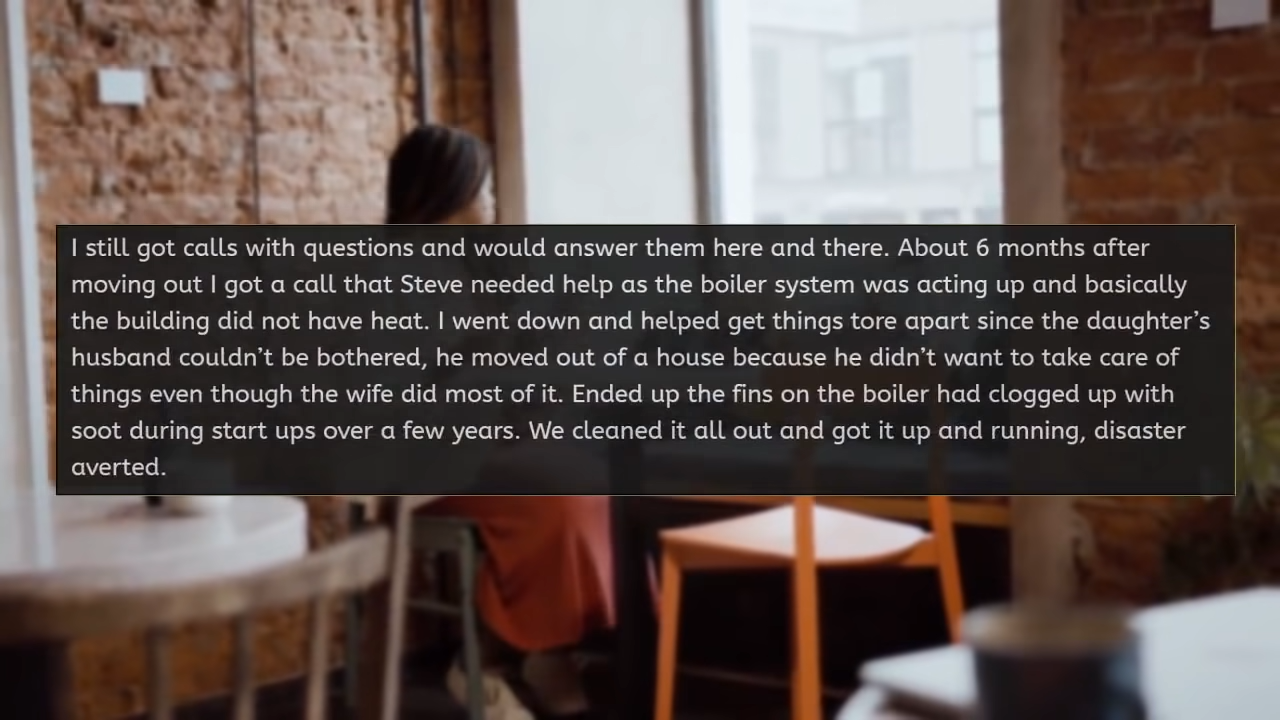 I still got calls with questions and would answer them here and there. About 6 months after
moving out I got a call that Steve needed help as the boiler system was acting up and basically
the building did not have heat. I went down and helped get things tore apart since the daughter’s
husband couldn’t be bothered, he moved out of a house because he didn’t want to take care of
things even though the wife did most of it. Ended up the fins on the boiler had clogged up with
soot during start ups over a few years. We cleaned it all out and got it up and running, disaster
averted.